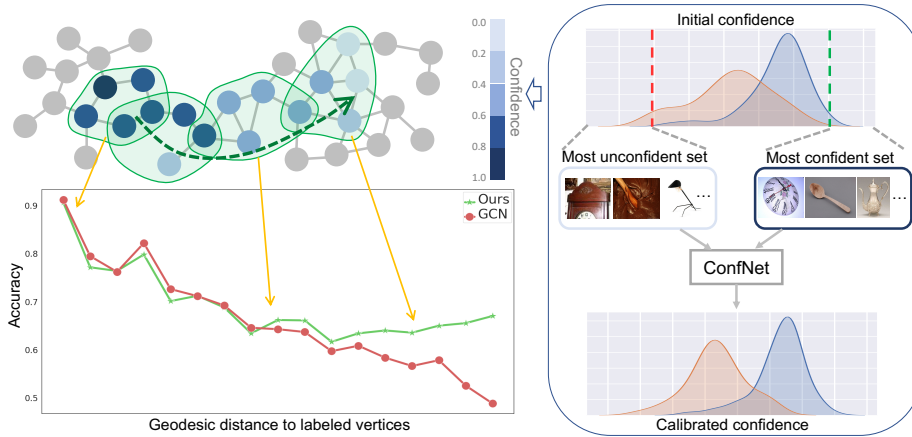 0.0
0.2
0.4
0.6
0.8
1.0
Confidence
Initial confidence
Most unconfident set
...
Most confident set
...
ConfNet
Calibrated confidence
Ours
GCN
Accuracy
0.9
0.8
0.7
0.6
0.5
Geodesic distance to labeled vertices